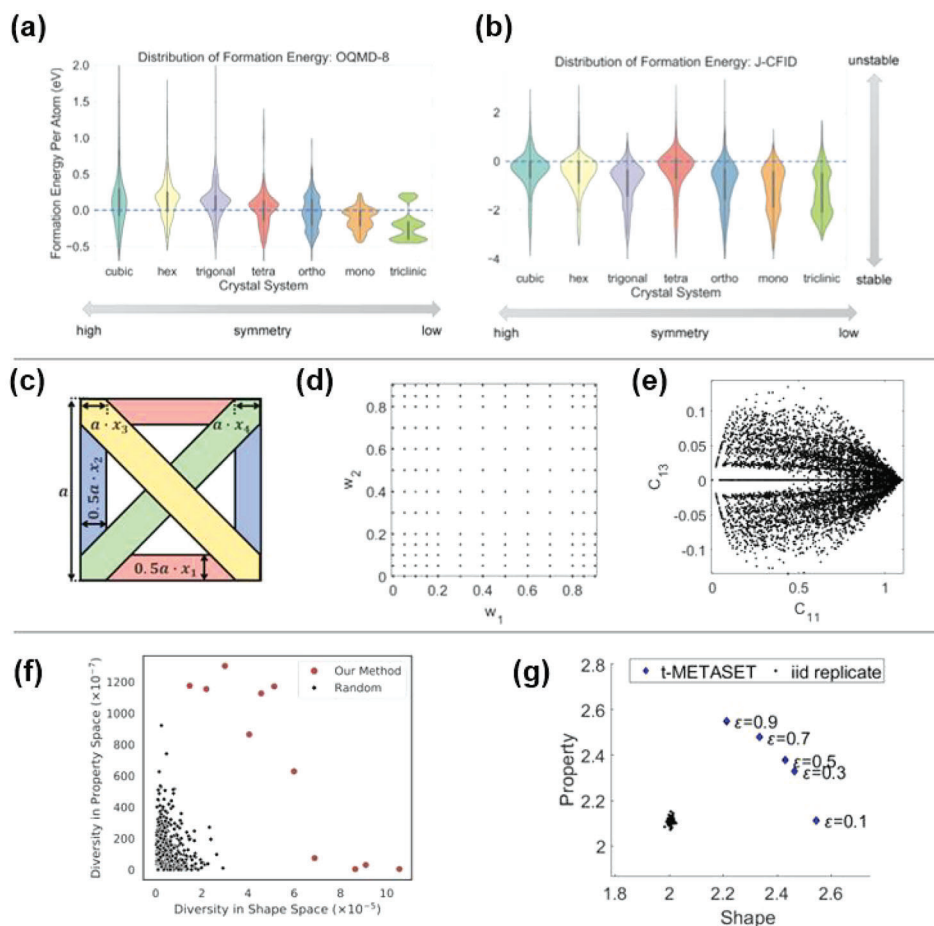 (a)
Distribution of Formation Energy: OQMD-8
Formation Energy Per Atom (eV)
2.0
1.5
1.0
0.5
0.0
−0.5
cubic hex trigonal tetra ortho mono triclinic
Crystal System
high symmetry low
(b)
Distribution of Formation Energy: J-CFID
unstable
2
0
−2
−4
cubic hex trigonal tetra ortho mono triclinic
stable
Crystal System
high symmetry low
(c)
a · x₃
a · x₄
a
0.5a · x₂
0.5a · x₁
(d)
w₂
0.8
0.6
0.4
0.2
0
0 0.2 0.4 0.6 0.8
w₁
(e)
C₁₃
0.1
0.05
0
-0.05
-0.1
0 0.5 1
C₁₁
(f)
Diversity in Property Space (×10⁻⁷)
1200
1000
800
600
400
200
0
Our Method
Random
0 2 4 6 8 10
Diversity in Shape Space (×10⁻⁵)
(g)
Property
2.8
2.6
2.4
2.2
2
t-METASET iid replicate
ε=0.9
ε=0.7
ε=0.5
ε=0.3
ε=0.1
1.8 2 2.2 2.4 2.6
Shape